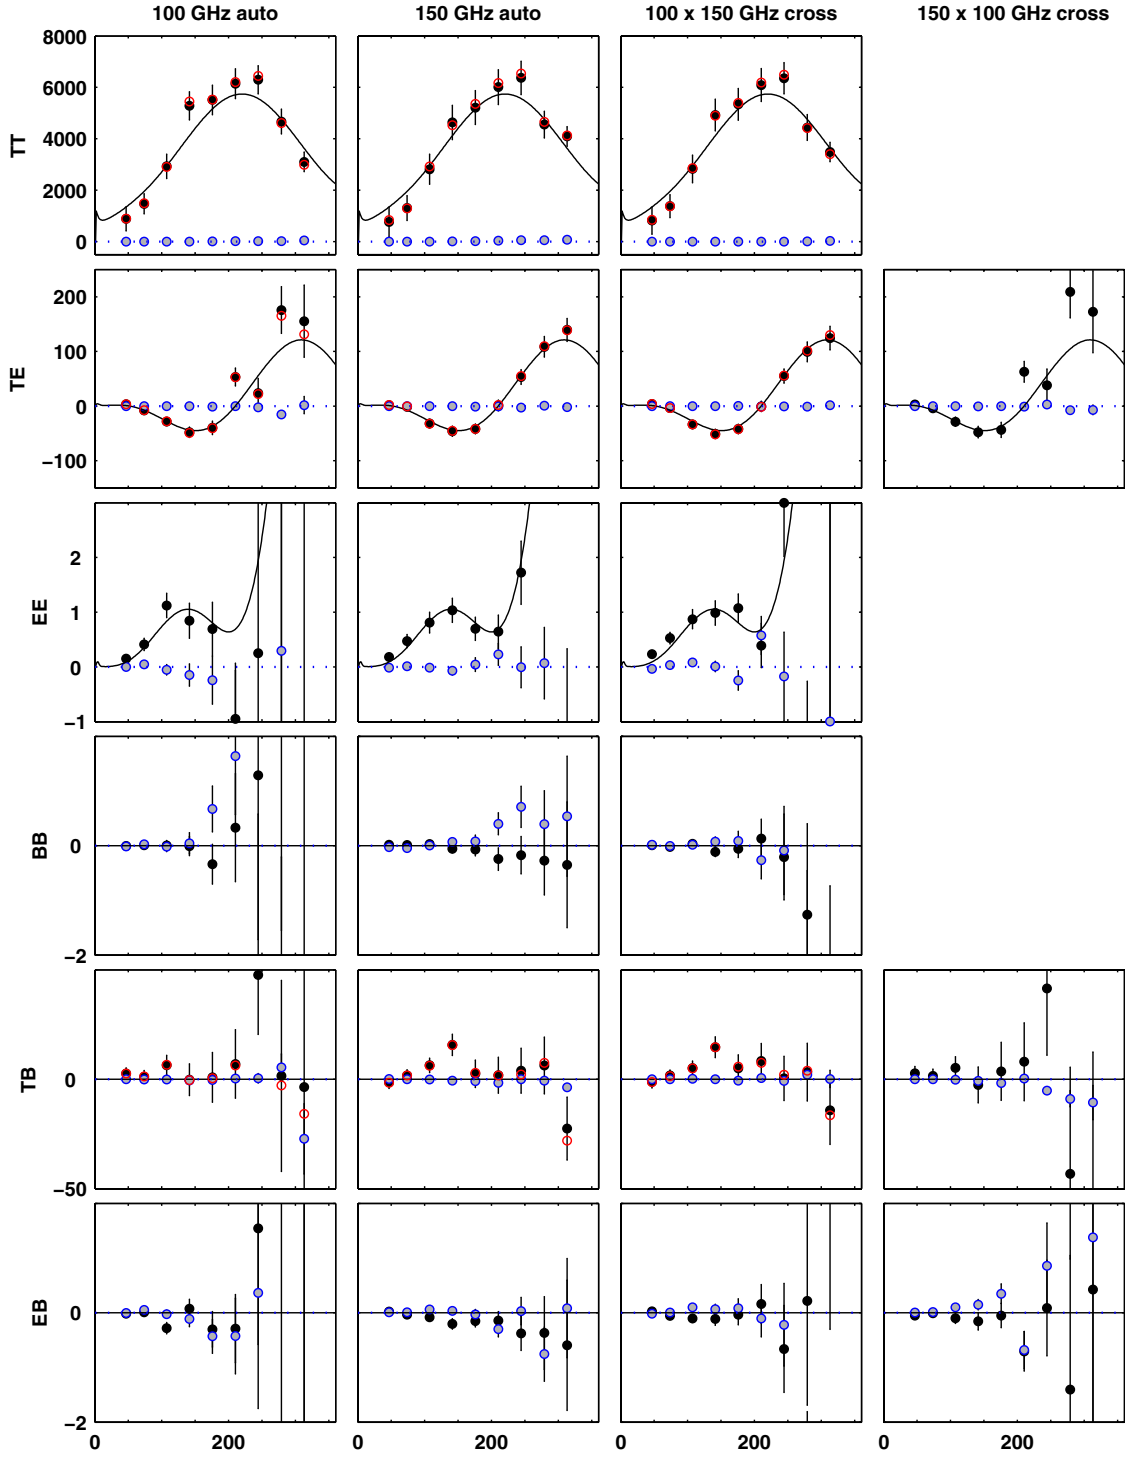 100 GHz auto 150 GHz auto 100 x 150 GHz cross 150 x 100 GHz cross
8000
6000
4000
2000
0
TT
200
100
0
−100
TE
2
1
0
−1
EE
0
−2
BB
0
−50
TB
0
−2
EB
0 200 0 200 0 200 0 200